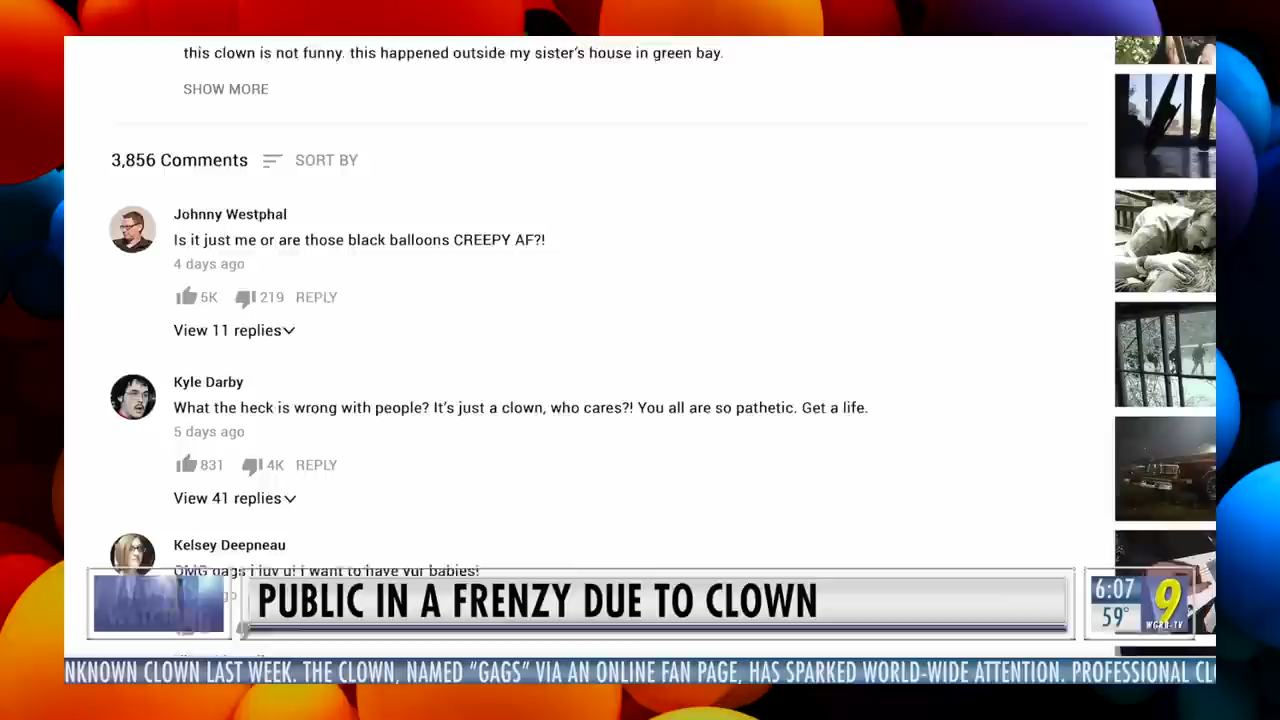 this clown is not funny. this happened outside my sister's house in green bay.
SHOW MORE
3,856 Comments SORT BY
Johnny Westphal
Is it just me or are those black balloons CREEPY AF?!
4 days ago
5K 219 REPLY
View 11 replies
Kyle Darby
What the heck is wrong with people? It's just a clown, who cares?! You all are so pathetic. Get a life.
5 days ago
831 4K REPLY
View 41 replies
Kelsey Deepneau
OMG gags i luv u! i want to have yur babies!
PUBLIC IN A FRENZY DUE TO CLOWN
6:07
59°
9
WGRB-TV
NKNOWN CLOWN LAST WEEK. THE CLOWN, NAMED "GAGS" VIA AN ONLINE FAN PAGE, HAS SPARKED WORLD-WIDE ATTENTION. PROFESSIONAL CL